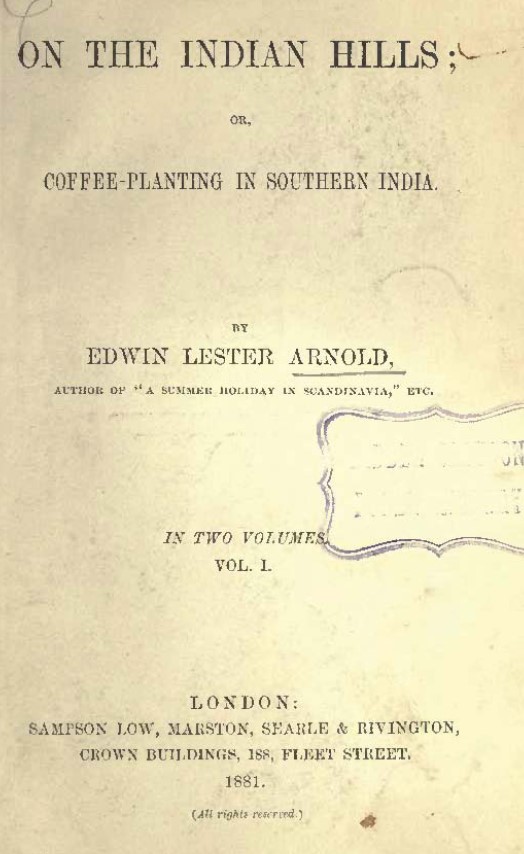 ON THE INDIAN HILLS;
OR,
COFFEE-PLANTING IN SOUTHERN INDIA.
BY
EDWIN LESTER ARNOLD,
AUTHOR OF "A SUMMER HOLIDAY IN SCANDINAVIA," ETC.
IN TWO VOLUMES.
VOL. I.
LONDON:
SAMPSON LOW, MARSTON, SEARLE & RIVINGTON,
CROWN BUILDINGS, 188, FLEET STREET.
1881.
(All rights reserved.)